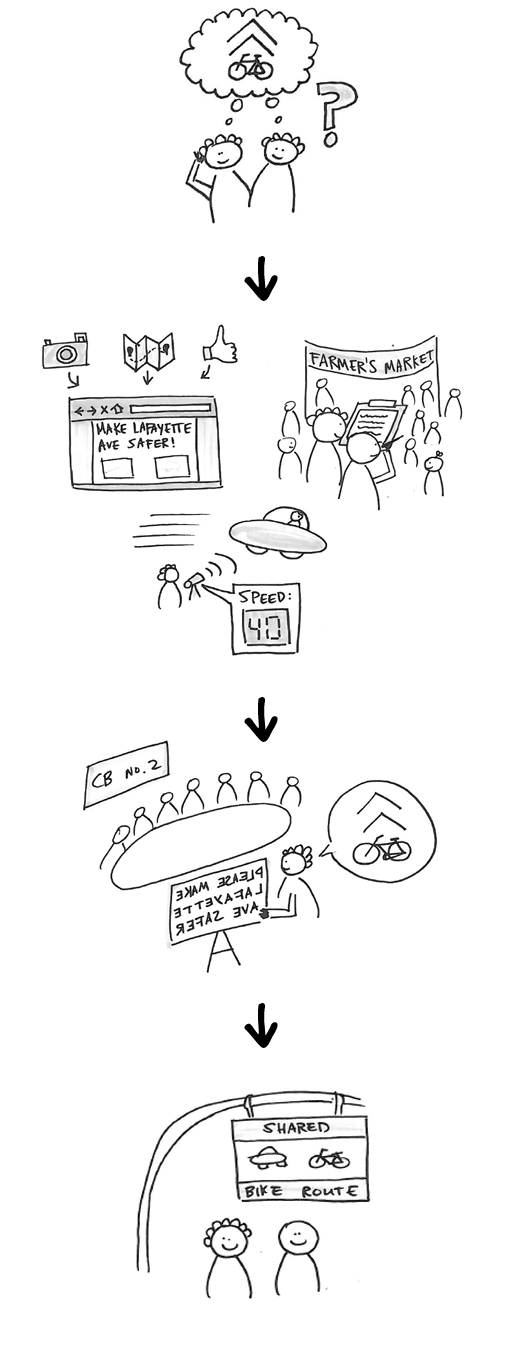 ?
MAKE LAFAYETTE
AVE SAFER!
FARMER'S MARKET
SPEED:
40
CB NO.2
PLEASE MAKE
LAFAYETTE
AVE SAFER
SHARED
BIKE ROUTE